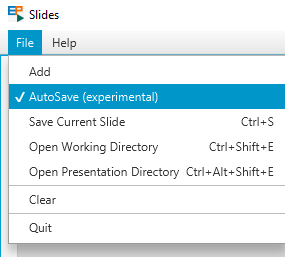 Slides
File Help
Add
AutoSave (experimental)
Save Current Slide Ctrl+S
Open Working Directory Ctrl+Shift+E
Open Presentation Directory Ctrl+Alt+Shift+E
Clear
Quit